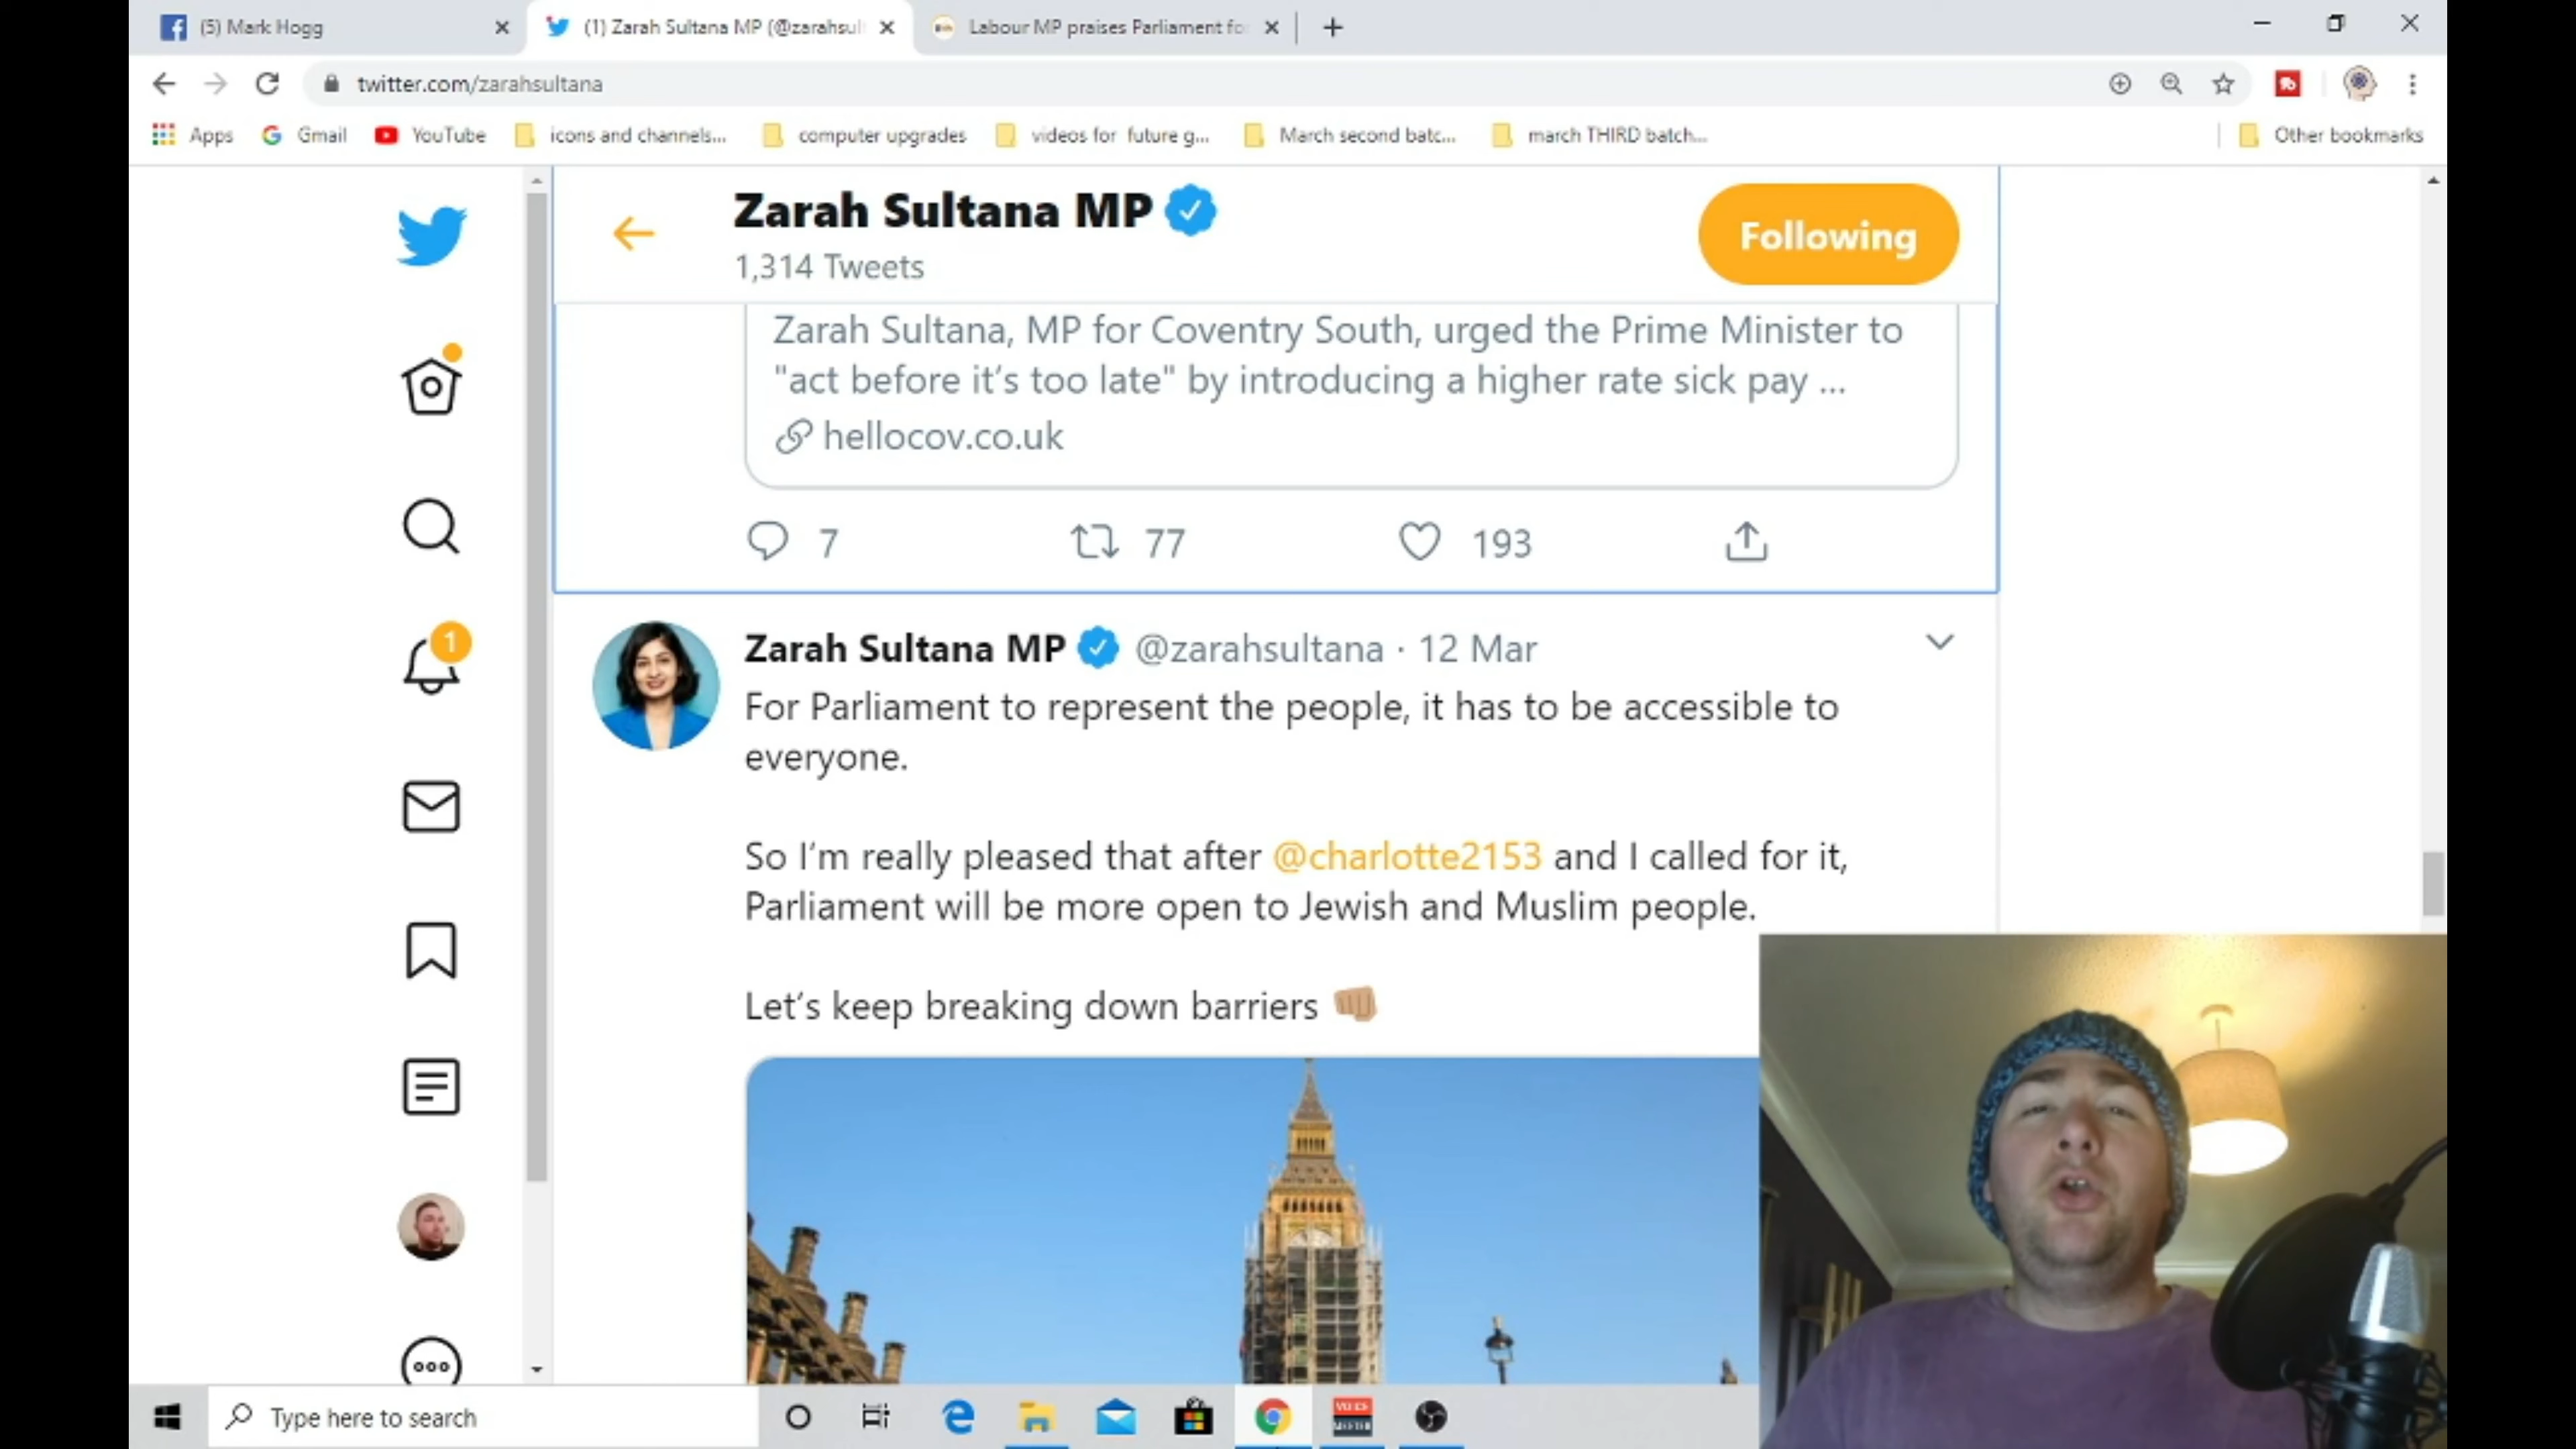 (5) Mark Hogg
(1) Zarah Sultana MP (@zarahsul
Labour MP praises Parliament fo
twitter.com/zarahsultana
Apps
Gmail
YouTube
icons and channels...
computer upgrades
videos for future g...
March second batc...
march THIRD batch...
Other bookmarks
Zarah Sultana MP
1,314 Tweets
Following
Zarah Sultana, MP for Coventry South, urged the Prime Minister to
"act before it's too late" by introducing a higher rate sick pay ...
hellocov.co.uk
7
77
193
1
Zarah Sultana MP @zarahsultana · 12 Mar
For Parliament to represent the people, it has to be accessible to
everyone.
So I'm really pleased that after @charlotte2153 and I called for it,
Parliament will be more open to Jewish and Muslim people.
Let's keep breaking down barriers 👊🏽
Type here to search
VOICE
MEETER